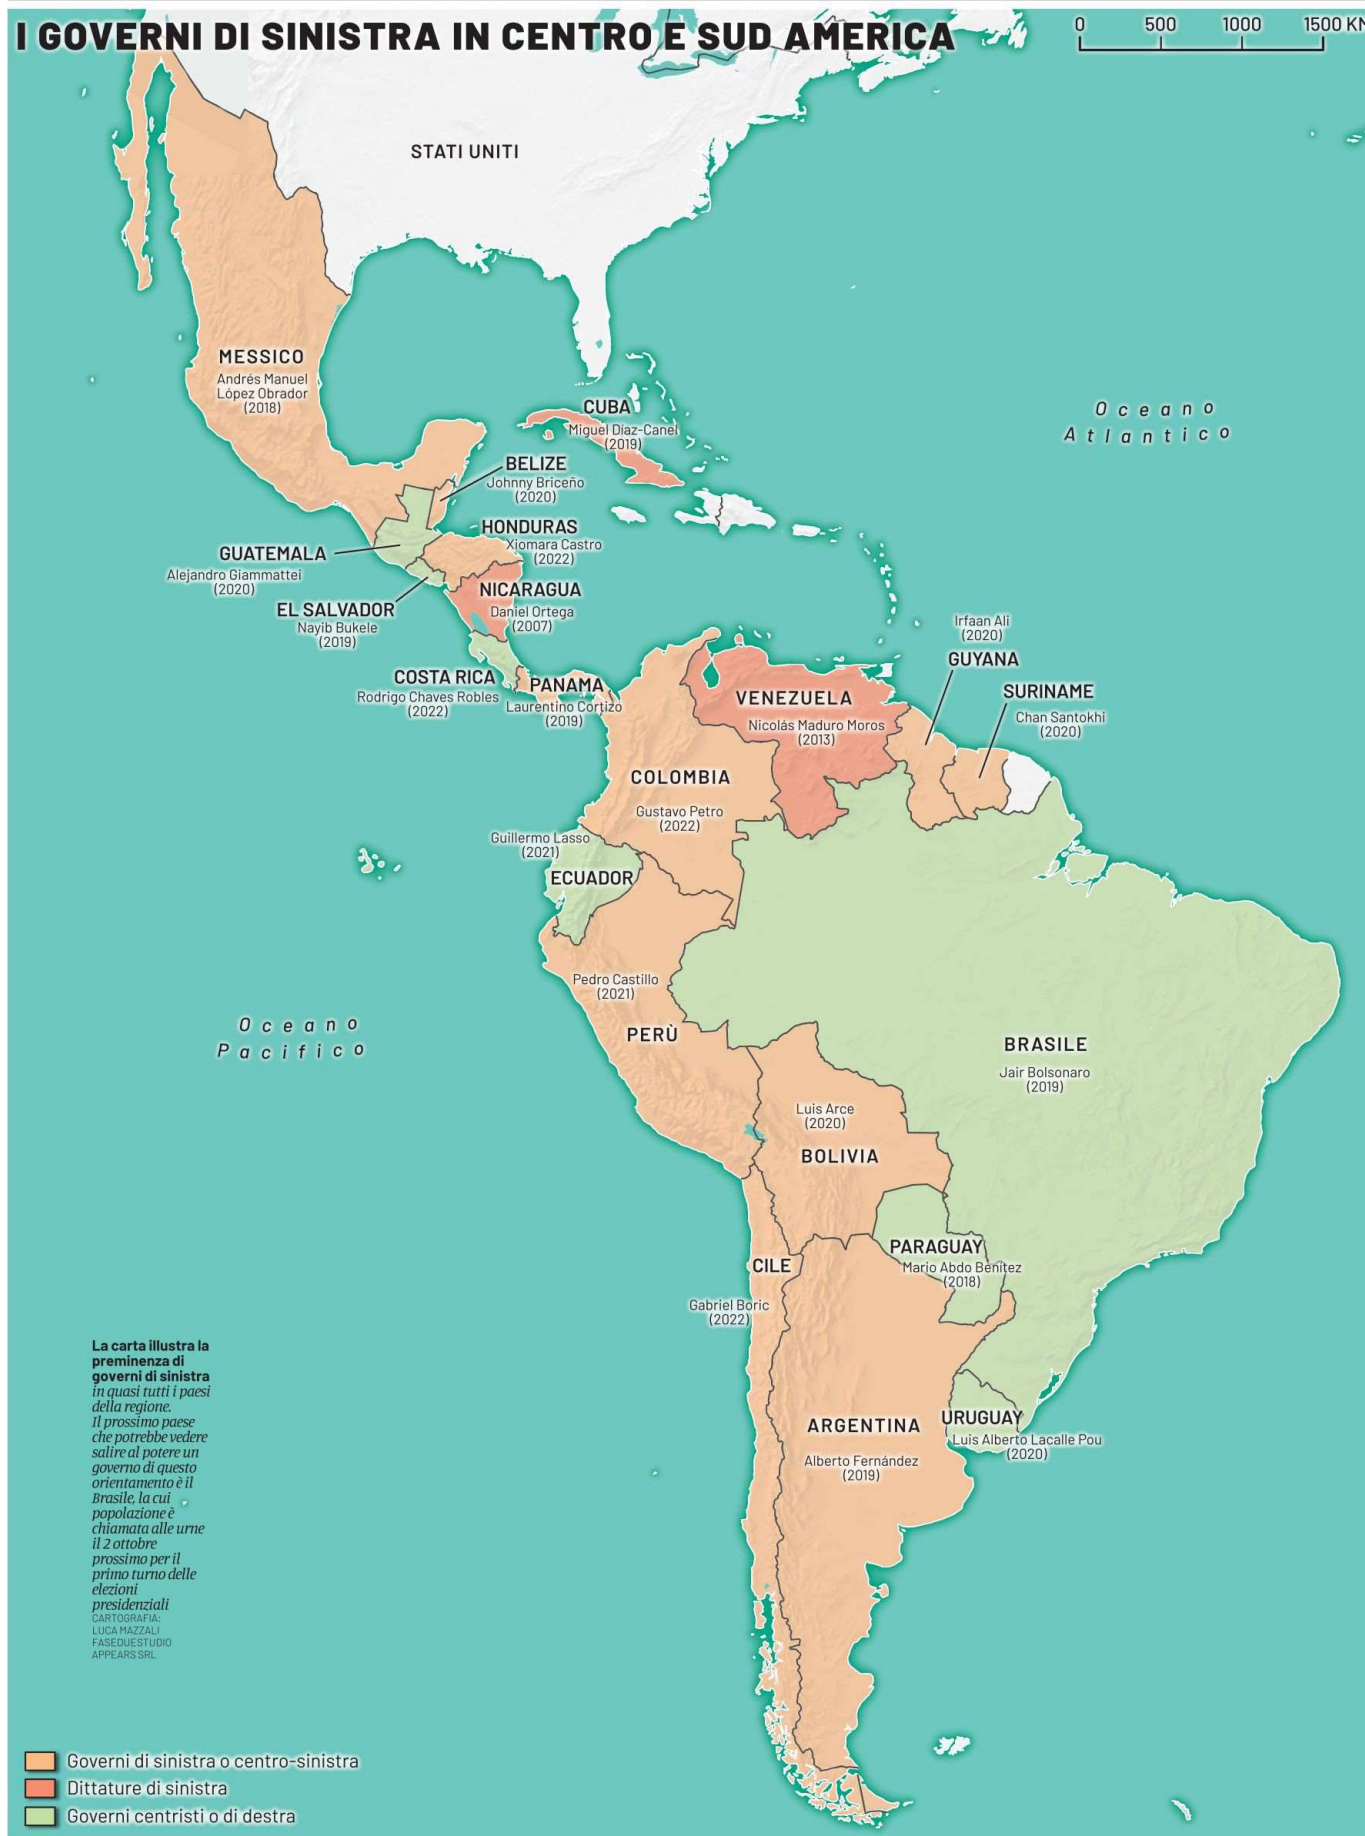 I GOVERNI DI SINISTRA IN CENTRO E SUD AMERICA
0 500 1000 1500 KM
STATI UNITI
MESSICO
Andrés Manuel
López Obrador
(2018)
CUBA
Miguel Díaz-Canel
(2019)
Oceano
Atlantico
BELIZE
Johnny Briceño
(2020)
HONDURAS
Xiomara Castro
(2022)
GUATEMALA
Alejandro Giammattei
(2020)
NICARAGUA
Daniel Ortega
(2007)
EL SALVADOR
Nayib Bukele
(2019)
COSTA RICA
Rodrigo Chaves Robles
(2022)
PANAMA
Laurentino Cortizo
(2019)
Irfaan Ali
(2020)
GUYANA
SURINAME
Chan Santokhi
(2020)
VENEZUELA
Nicolás Maduro Moros
(2013)
COLOMBIA
Gustavo Petro
(2022)
Guillermo Lasso
(2021)
ECUADOR
Pedro Castillo
(2021)
PERÙ
Oceano
Pacifico
BRASILE
Jair Bolsonaro
(2019)
Luis Arce
(2020)
BOLIVIA
PARAGUAY
Mario Abdo Benítez
(2018)
CILE
Gabriel Boric
(2022)
ARGENTINA
Alberto Fernández
(2019)
URUGUAY
Luis Alberto Lacalle Pou
(2020)
La carta illustra la
preminenza di
governi di sinistra
in quasi tutti i paesi
della regione.
Il prossimo paese
che potrebbe vedere
salire al potere un
governo di questo
orientamento è il
Brasile, la cui
popolazione è
chiamata alle urne
il 2 ottobre
prossimo per il
primo turno delle
elezioni
presidenziali
CARTOGRAFIA:
LUCA MAZZALI
FASEDUESTUDIO
APPEARS SRL
Governi di sinistra o centro-sinistra
Dittature di sinistra
Governi centristi o di destra